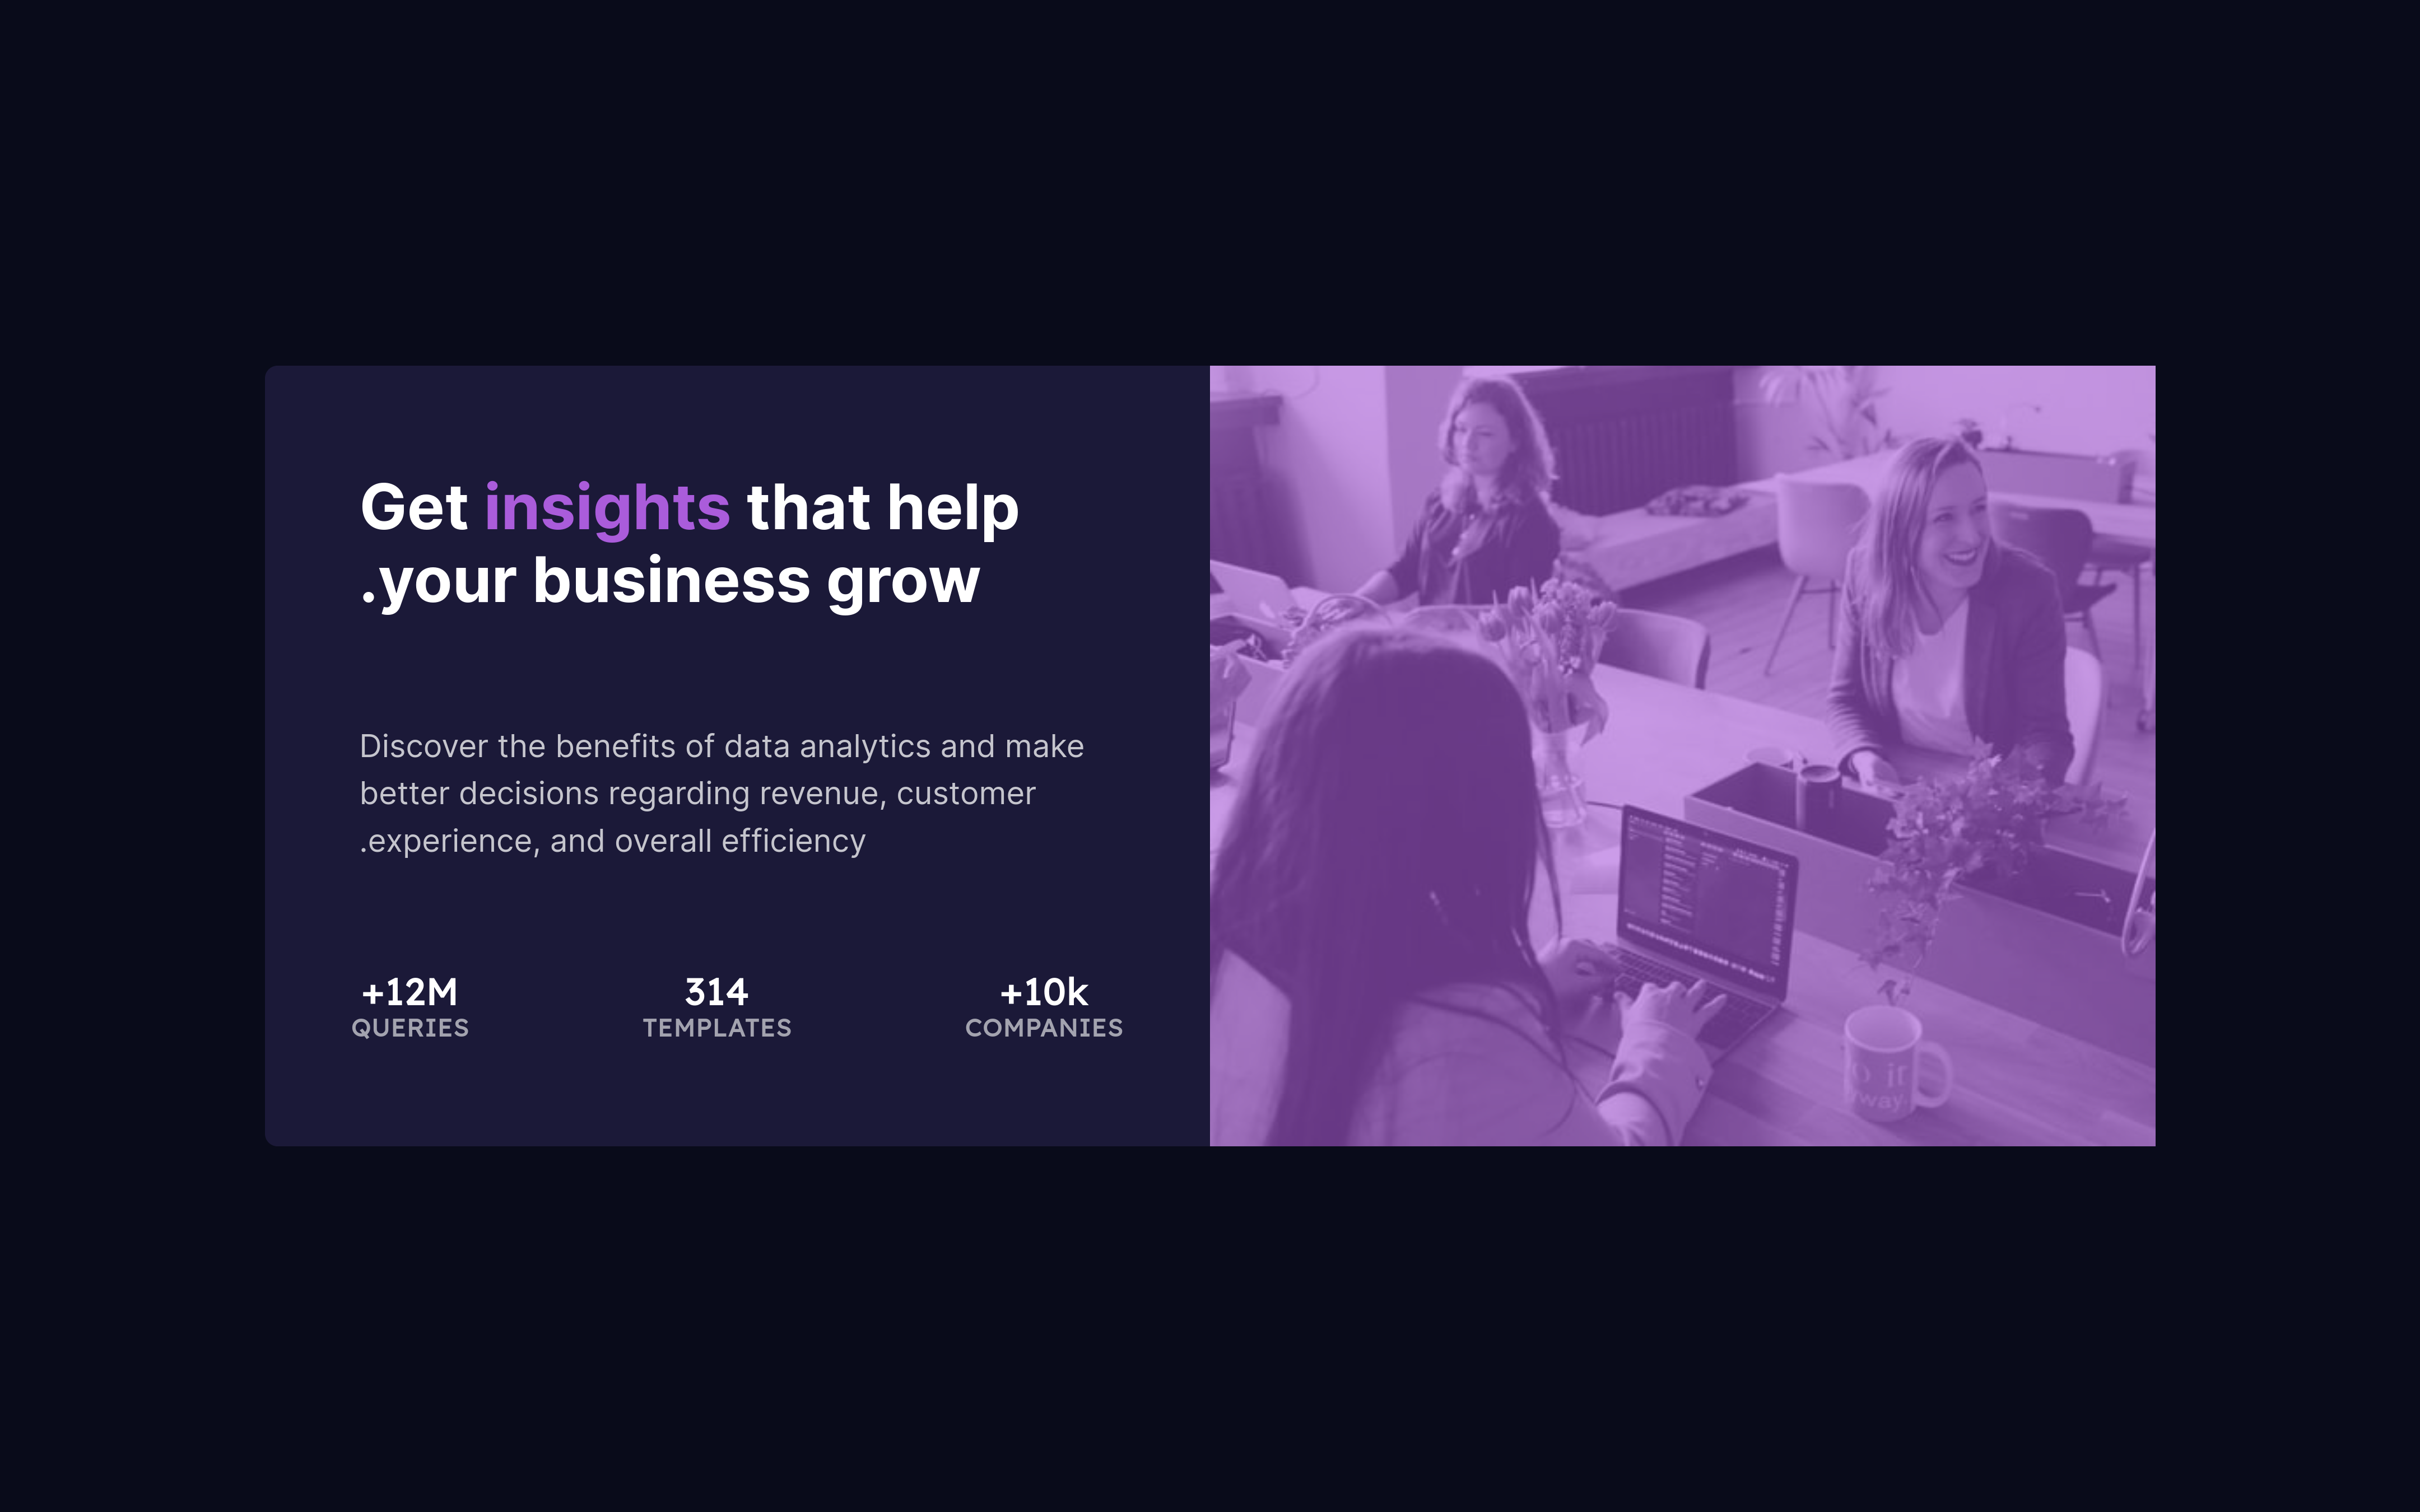 Get insights that help
.your business grow
Discover the benefits of data analytics and make
better decisions regarding revenue, customer
.experience, and overall efficiency
+12M
QUERIES
314
TEMPLATES
+10k
COMPANIES